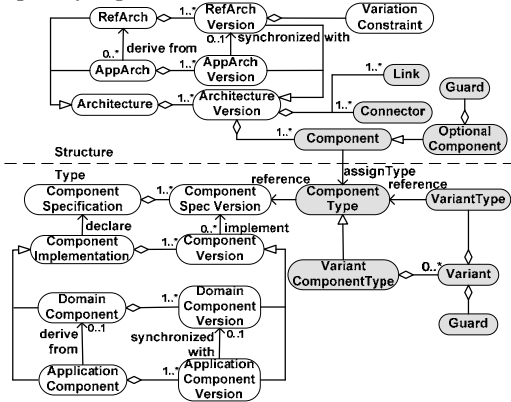 RefArch
1..*
RefArch
Version
Variation
Constraint
0..*
derive from
0..1
synchronized with
AppArch
1..*
AppArch
Version
1..*
Link
Guard
Architecture
1..*
Architecture
Version
1..*
Connector
1..*
Component
Optional
Component
Structure
Type
assignType
reference
reference
Component
Specification
1..*
Component
Spec Version
Component
Type
VariantType
declare
0..*
implement
Component
Implementation
1..*
Component
Version
Variant
ComponentType
0..*
Variant
Domain
Component
1..*
Domain
Component
Version
Guard
derive
from
0..1
synchronized
with
0..1
Application
Component
1..*
Application
Component
Version